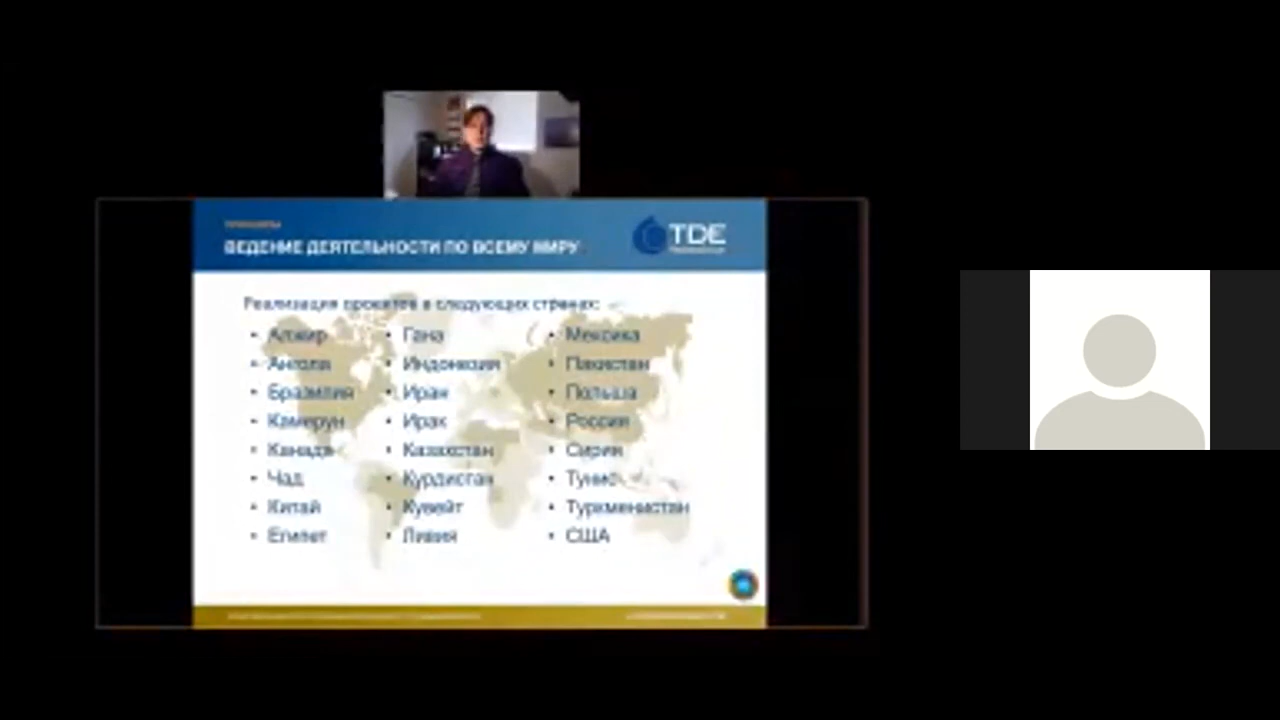 ВЕДЕНИЕ ДЕЯТЕЛЬНОСТИ ПО ВСЕМУ МИРУ
TDE
Реализация проектов в следующих странах:
• Алжир
• Ангола
• Бразилия
• Камерун
• Канада
• Чад
• Китай
• Египет
• Гана
• Индонезия
• Иран
• Ирак
• Казахстан
• Курдистан
• Кувейт
• Ливия
• Мексика
• Пакистан
• Польша
• Россия
• Сирия
• Тунис
• Туркменистан
• США